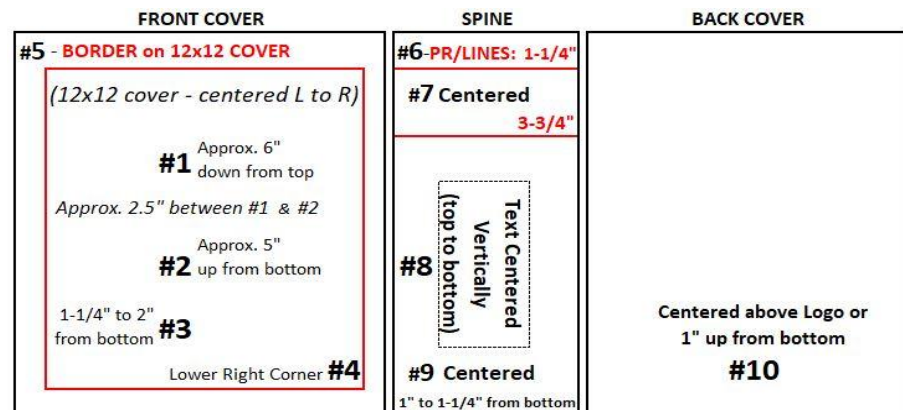 FRONT COVER
#5 - BORDER on 12x12 COVER
(12x12 cover - centered L to R)
#1 Approx. 6"
down from top
Approx. 2.5" between #1 & #2
#2 Approx. 5"
up from bottom
1-1/4" to 2"
from bottom #3
Lower Right Corner #4
SPINE
#6-PR/LINES: 1-1/4"
#7 Centered
3-3/4"
#8
Text Centered
Vertically
(top to bottom)
#9 Centered
1" to 1-1/4" from bottom
BACK COVER
Centered above Logo or
1" up from bottom
#10